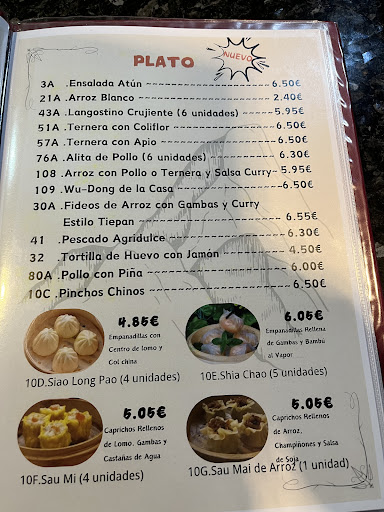 PLATO
NUEVO
3A .Ensalada Atún 6.50€
21A .Arroz Blanco 2.40€
43A .Langostino Crujiente (6 unidades) 5.95€
51A .Ternera con Coliflor 6.50€
57A .Ternera con Apio 6.50€
76A .Alita de Pollo (6 unidades) 6.30€
108 .Arroz con Pollo o Ternera y Salsa Curry 5.95€
109 .Wu-Dong de la Casa 6.50€
30A .Fideos de Arroz con Gambas y Curry
Estilo Tiepan 6.55€
41 .Pescado Agridulce 6.30€
32 .Tortilla de Huevo con Jamón 4.50€
80A .Pollo con Piña 6.00€
10C .Pinchos Chinos 6.50€
4.85€
Empanadillas con
Centro de lomo y
Col china
10D.Siao Long Pao (4 unidades)
6.05€
Empanadillas Rellena
de Gambas y Bambú
al Vapor
10E.Shia Chao (5 unidades)
5.05€
Caprichos Rellenos
de Lomo, Gambas y
Castañas de Agua
10F.Sau Mi (4 unidades)
5.05€
Caprichos Rellenos
de Arroz,
Champiñones y Salsa
de Soja
10G.Sau Mai de Arroz (1 unidad)